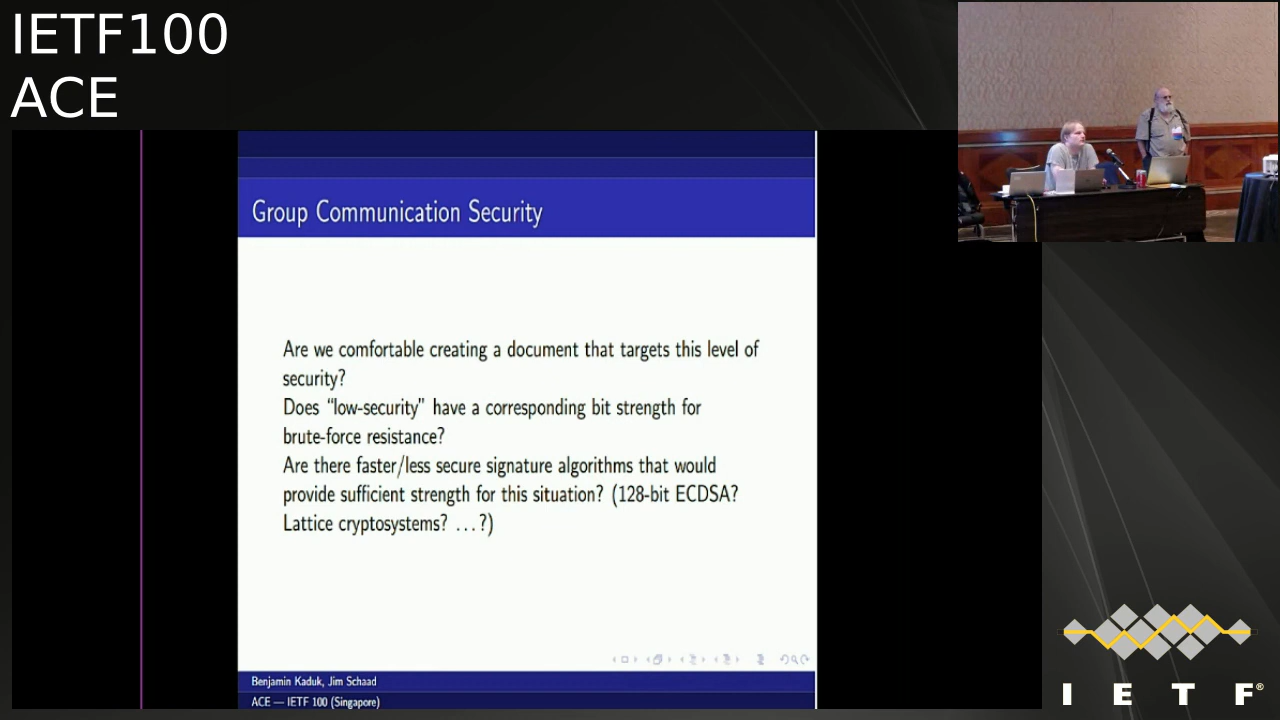 IETF100
ACE
Group Communication Security
Are we comfortable creating a document that targets this level of
security?
Does “low-security” have a corresponding bit strength for
brute-force resistance?
Are there faster/less secure signature algorithms that would
provide sufficient strength for this situation? (128-bit ECDSA?
Lattice cryptosystems? ...?)
Benjamin Kaduk, Jim Schaad
ACE — IETF 100 (Singapore)
I E T F®